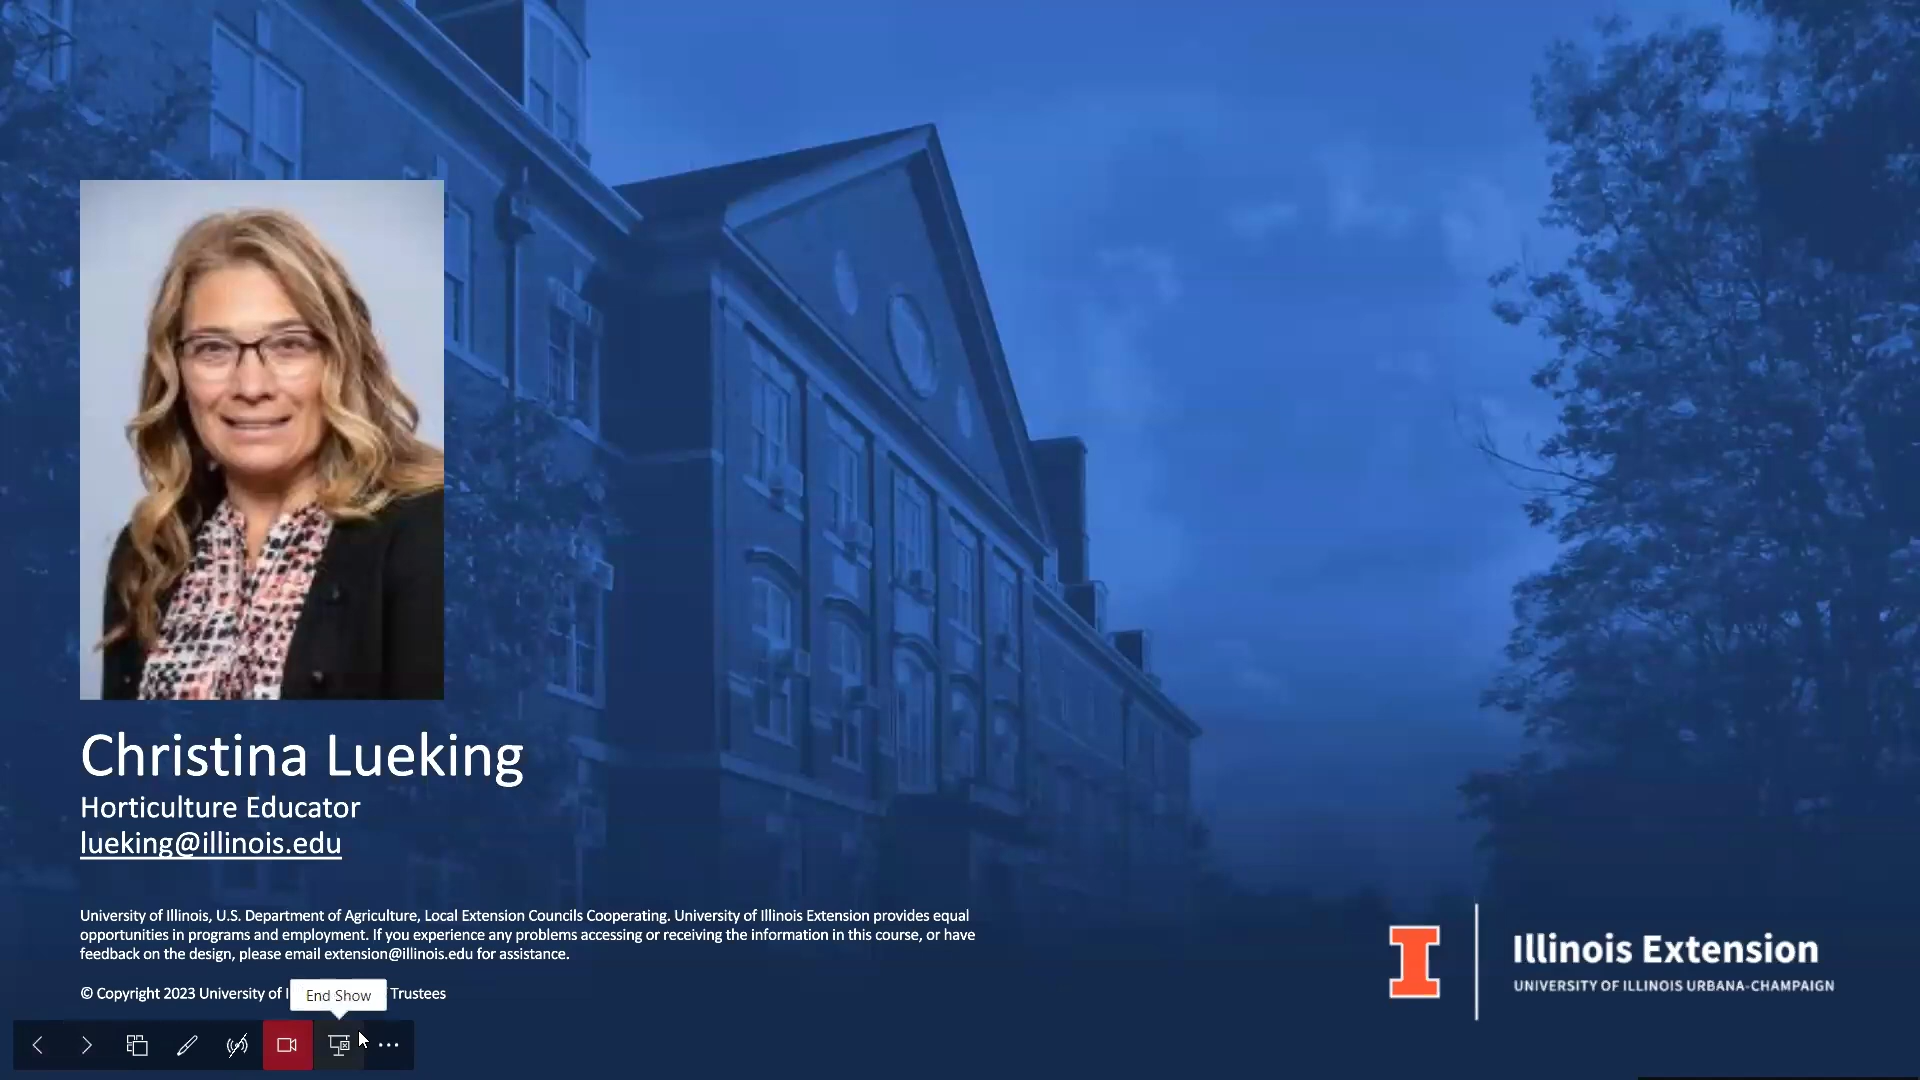 Christina Lueking
Horticulture Educator
lueking@illinois.edu
University of Illinois, U.S. Department of Agriculture, Local Extension Councils Cooperating. University of Illinois Extension provides equal
opportunities in programs and employment. If you experience any problems accessing or receiving the information in this course, or have
feedback on the design, please email extension@illinois.edu for assistance.
© Copyright 2023 University of I Trustees
End Show
I
Illinois Extension
UNIVERSITY OF ILLINOIS URBANA-CHAMPAIGN